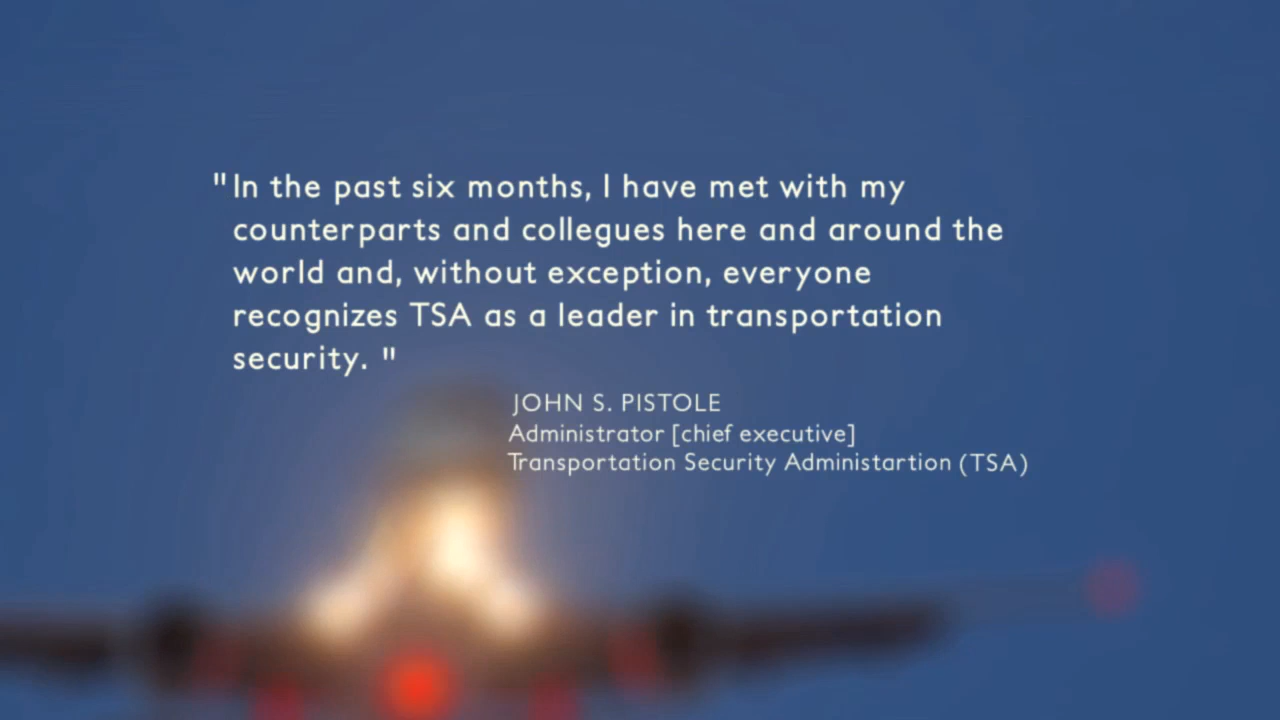 "In the past six months, I have met with my
counterparts and collegues here and around the
world and, without exception, everyone
recognizes TSA as a leader in transportation
security. "
JOHN S. PISTOLE
Administrator [chief executive]
Transportation Security Administartion (TSA)